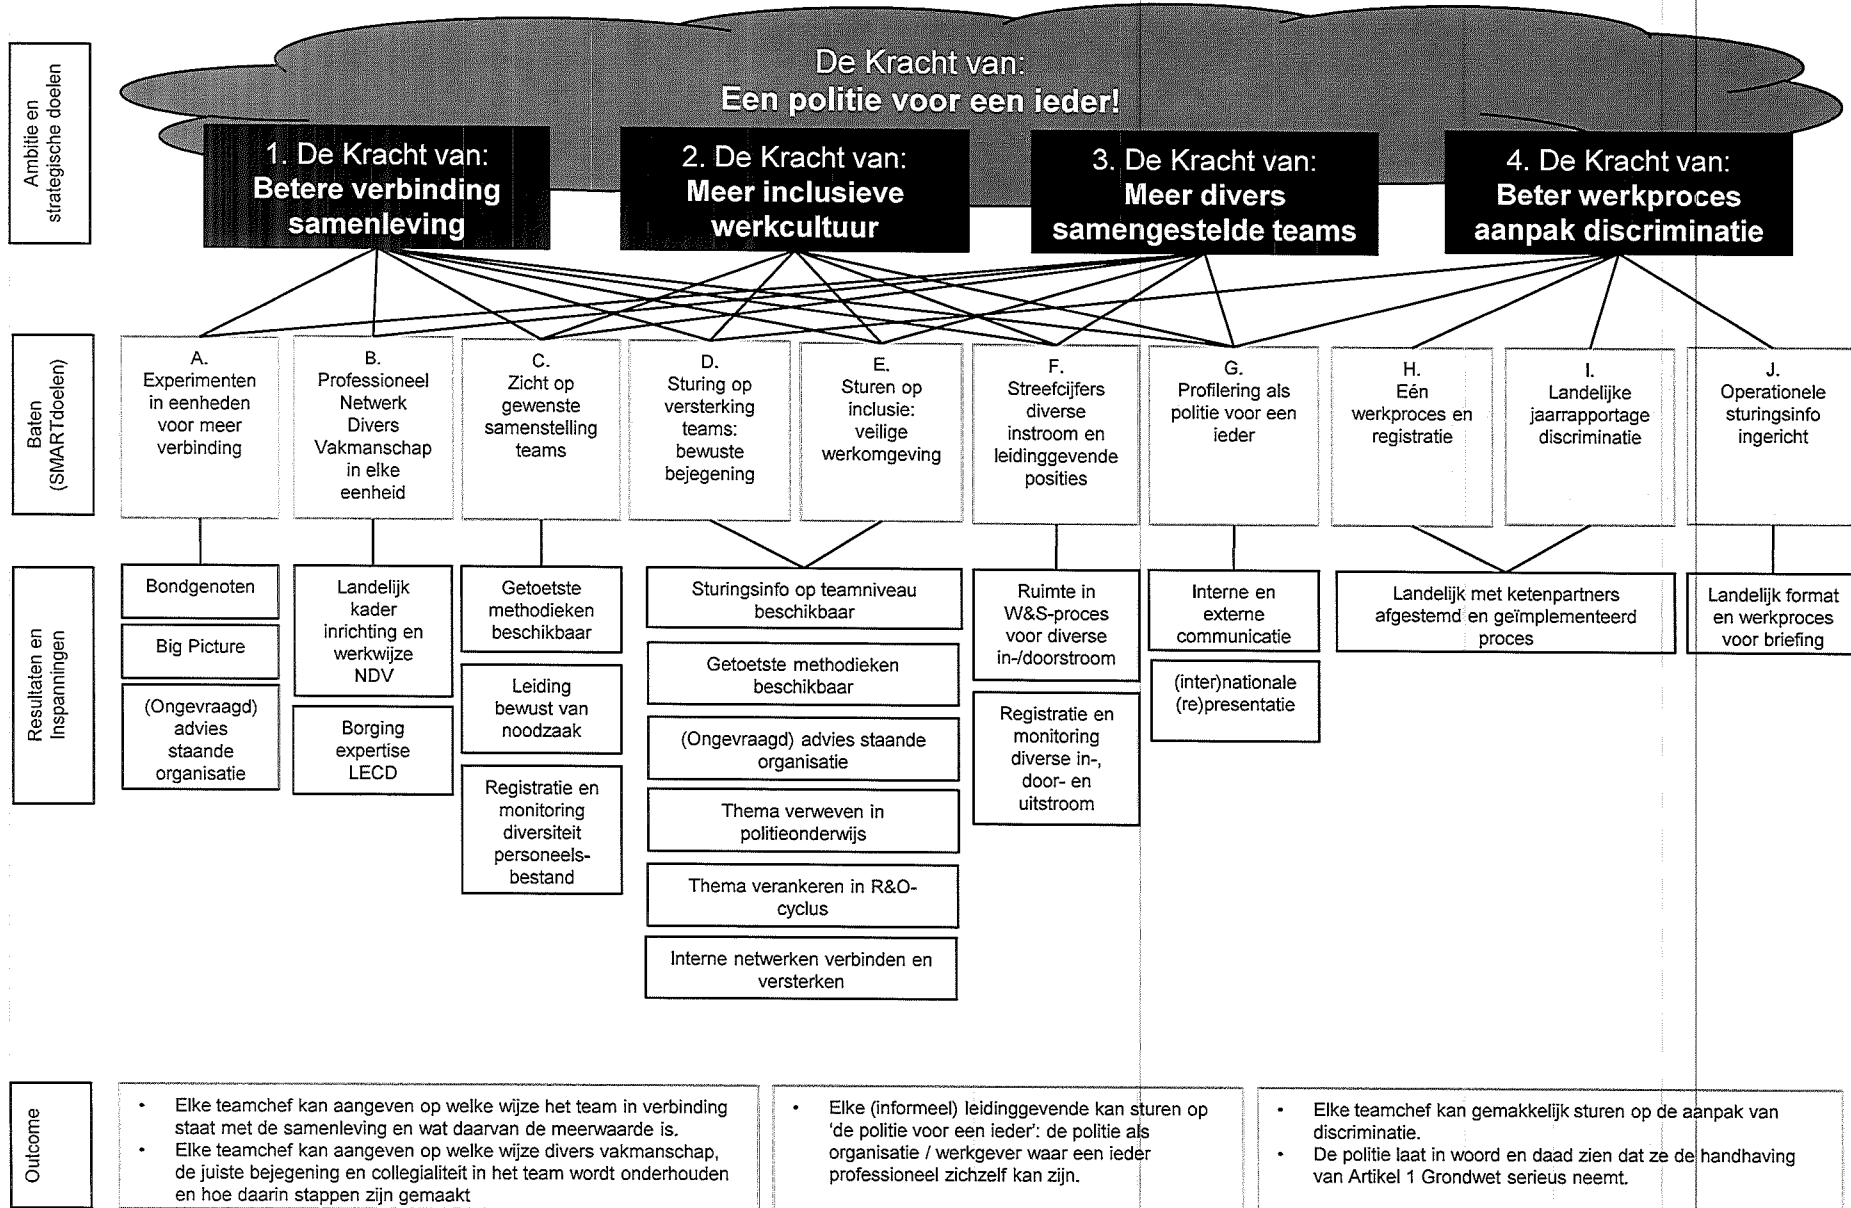 Ambitie en
strategische doelen
De Kracht van:
Een politie voor een ieder!
1. De Kracht van:
Betere verbinding
samenleving
2. De Kracht van:
Meer inclusieve
werkcultuur
3. De Kracht van:
Meer divers
samengestelde teams
4. De Kracht van:
Beter werkproces
aanpak discriminatie
Baten
(SMARTdoelen)
A.
Experimenten
in eenheden
voor meer
verbinding
B.
Professioneel
Netwerk
Divers
Vakmanschap
in elke
eenheid
C.
Zicht op
gewenste
samenstelling
teams
D.
Sturing op
versterking
teams:
bewuste
bejegening
E.
Sturen op
inclusie:
veilige
werkomgeving
F.
Streefcijfers
diverse
instroom en
leidinggevende
posities
G.
Profilering als
politie voor een
ieder
H.
Eén
werkproces en
registratie
I.
Landelijke
jaarrapportage
discriminatie
J.
Operationele
sturingsinfo
ingericht
Resultaten en
Inspanningen
Bondgenoten
Big Picture
(Ongevraagd)
advies
staande
organisatie
Landelijk
kader
inrichting en
werkwijze
NDV
Borging
expertise
LECD
Getoetste
methodieken
beschikbaar
Leiding
bewust van
noodzaak
Registratie en
monitoring
diversiteit
personeels-
bestand
Sturingsinfo op teamniveau
beschikbaar
Getoetste methodieken
beschikbaar
(Ongevraagd) advies staande
organisatie
Thema verweven in
politieonderwijs
Thema verankeren in R&O-
cyclus
Interne netwerken verbinden en
versterken
Ruimte in
W&S-proces
voor diverse
in-/doorstroom
Registratie en
monitoring
diverse in-,
door- en
uitstroom
Interne en
externe
communicatie
(inter)nationale
(re)presentatie
Landelijk met ketenpartners
afgestemd en geïmplementeerd
proces
Landelijk format
en werkproces
voor briefing
Outcome
• Elke teamchef kan aangeven op welke wijze het team in verbinding
staat met de samenleving en wat daarvan de meerwaarde is.
• Elke teamchef kan aangeven op welke wijze divers vakmanschap,
de juiste bejegening en collegialiteit in het team wordt onderhouden
en hoe daarin stappen zijn gemaakt
• Elke (informeel) leidinggevende kan sturen op
'de politie voor een ieder': de politie als
organisatie / werkgever waar een ieder
professioneel zichzelf kan zijn.
• Elke teamchef kan gemakkelijk sturen op de aanpak van
discriminatie.
• De politie laat in woord en daad zien dat ze de handhaving
van Artikel 1 Grondwet serieus neemt.